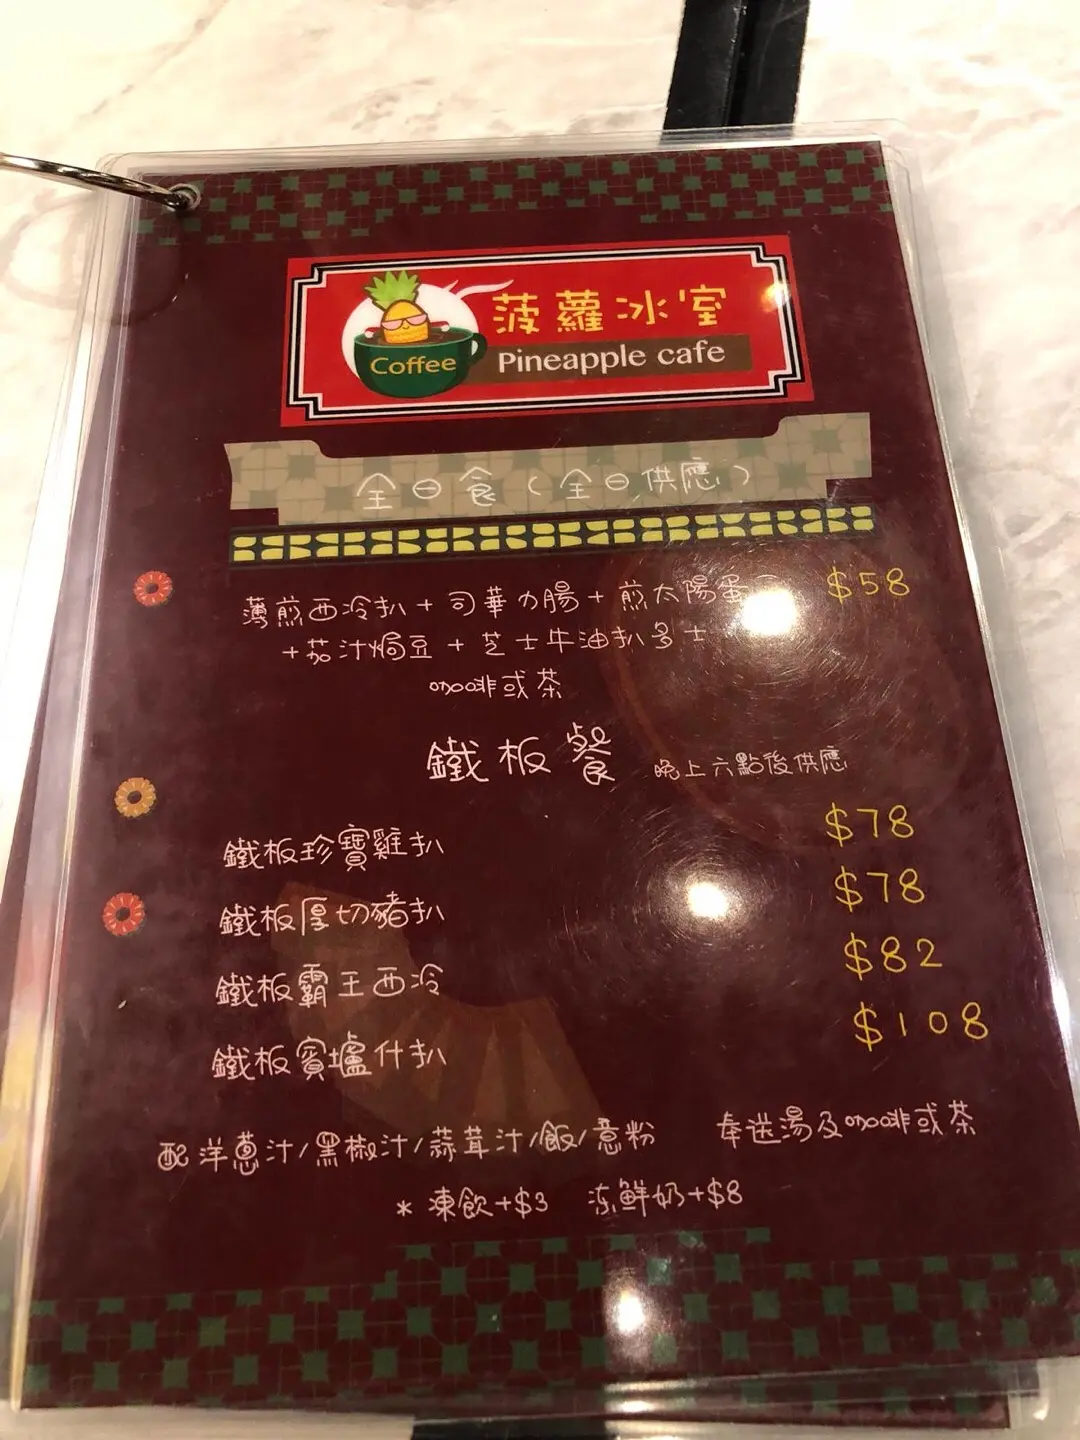 菠蘿冰室
Coffee
Pineapple cafe
全日食（全日供應）
薄煎西冷扒+司華力腸+煎太陽蛋 $58
+茄汁焗豆+芝士牛油扒多士
咖啡或茶
鐵板餐 晚上六點後供應
鐵板珍寶雞扒 $78
鐵板厚切豬扒 $78
鐵板霸王西冷 $82
鐵板賓墟什扒 $108
配洋蔥汁/黑椒汁/蒜茸汁/飯/意粉 奉送湯及咖啡或茶
*凍飲+$3 冻鮮奶+$8